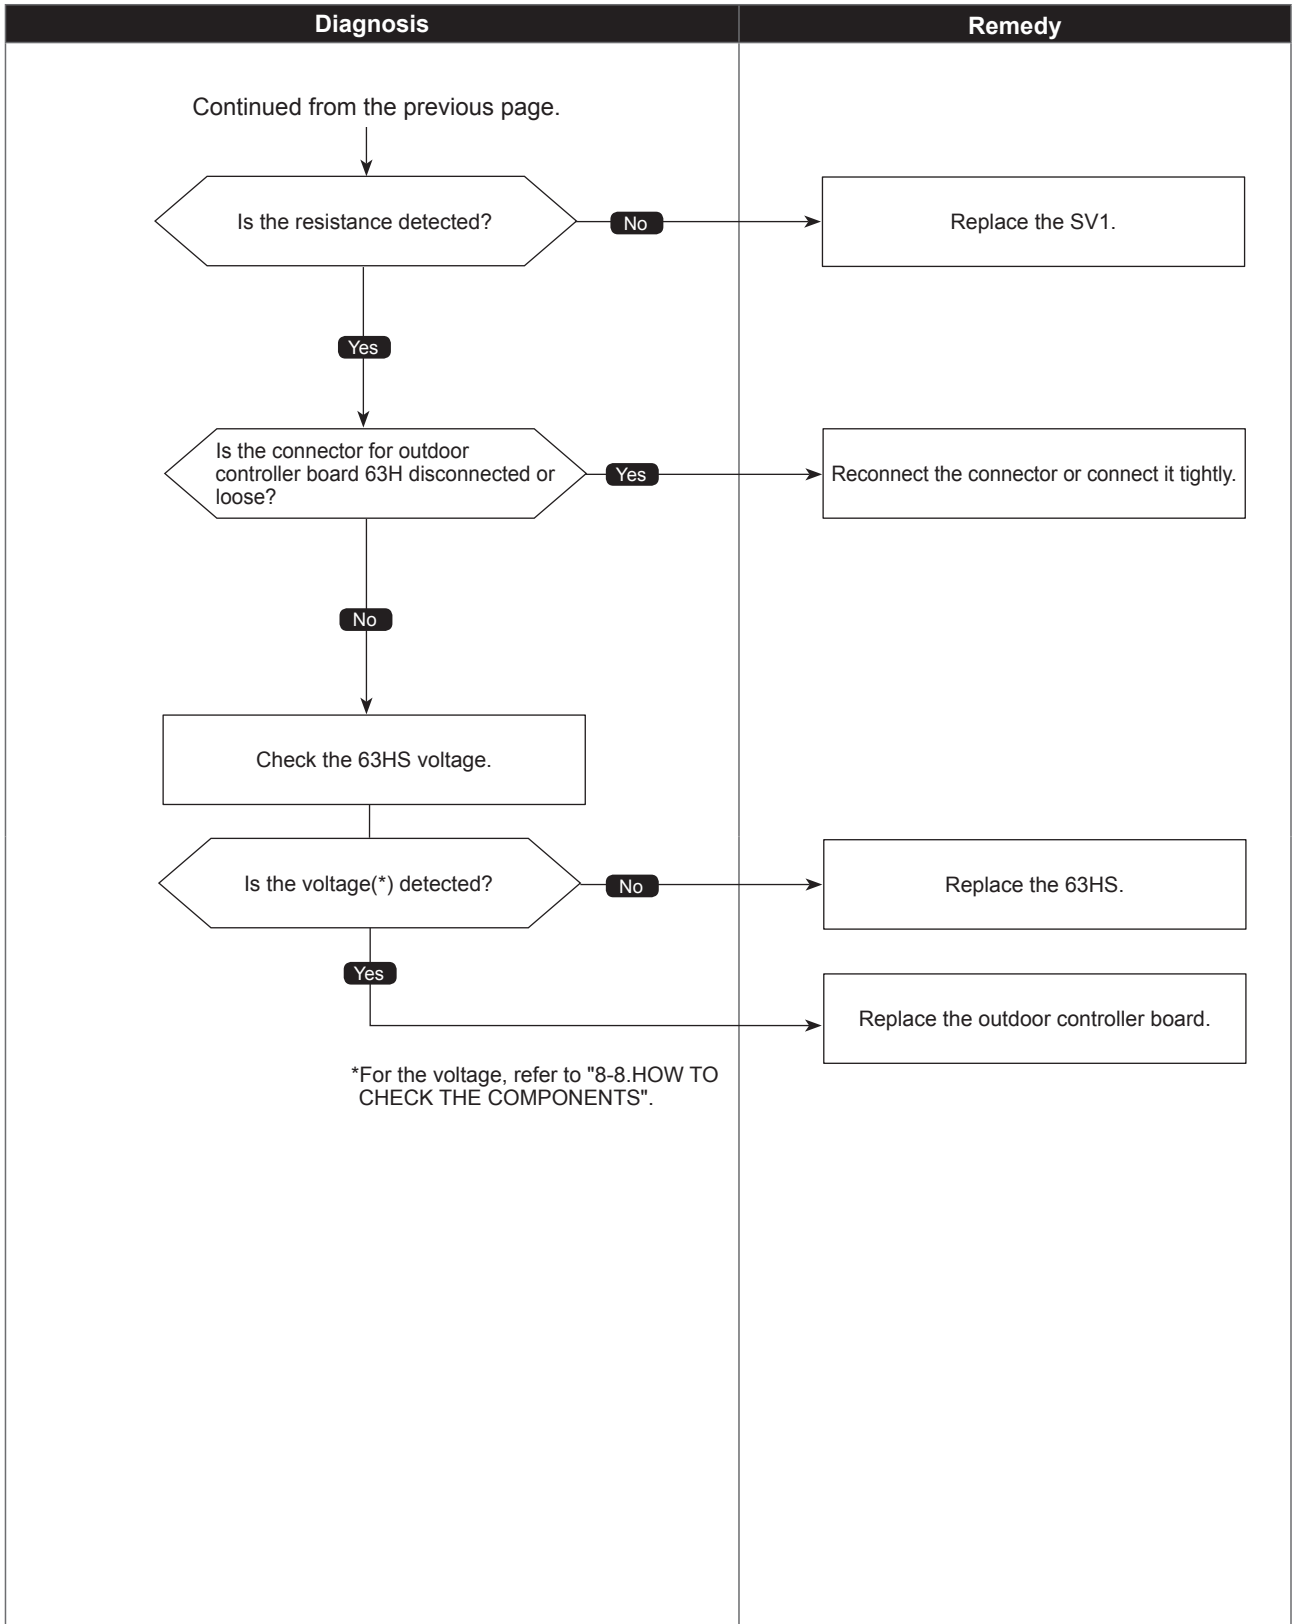 Diagnosis
Remedy
Continued from the previous page.
Is the resistance detected?
No
Replace the SV1.
Yes
Is the connector for outdoor
controller board 63H disconnected or
loose?
Yes
Reconnect the connector or connect it tightly.
No
Check the 63HS voltage.
Is the voltage(*) detected?
No
Replace the 63HS.
Yes
Replace the outdoor controller board.
*For the voltage, refer to "8-8.HOW TO
CHECK THE COMPONENTS".